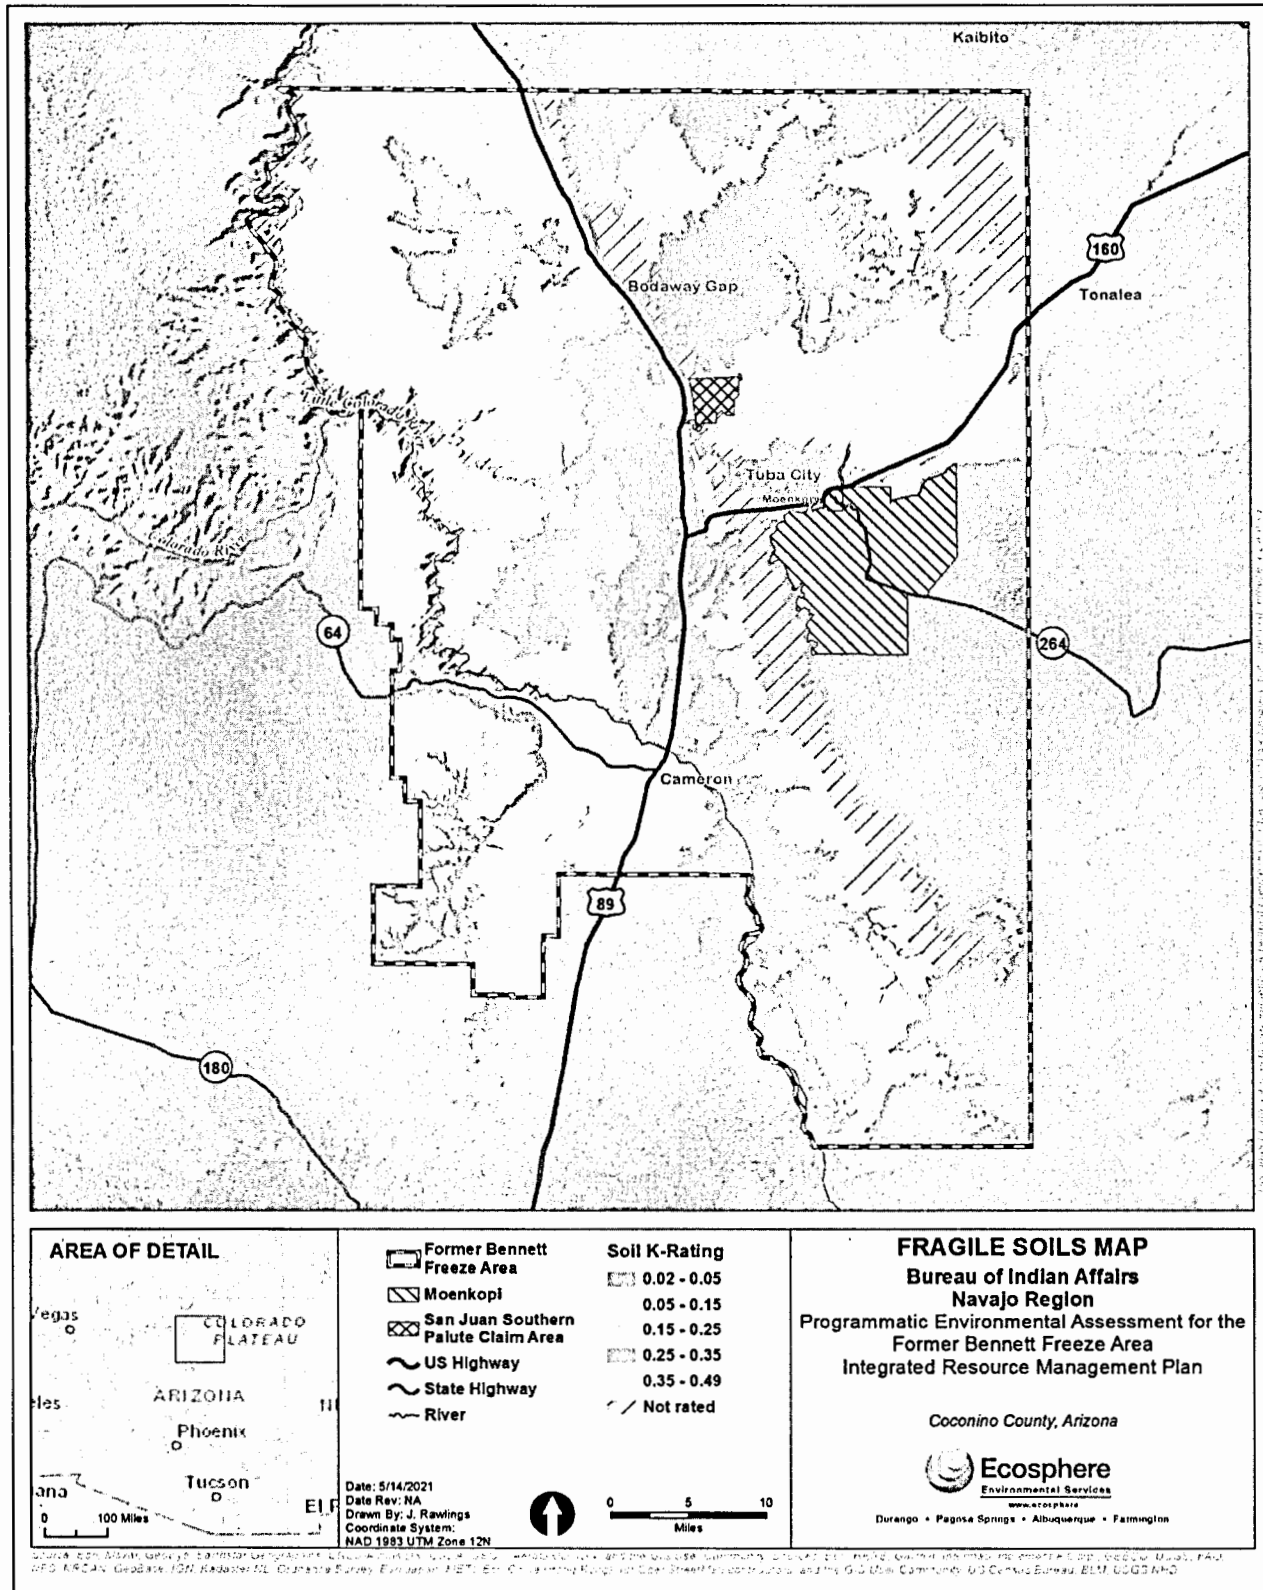 Kaibito
160
Tonalea
Bodaway Gap
Little Colorado
Tuba City
Moenkopi
Colorado River
64
264
Cameron
89
180
AREA OF DETAIL
Vegas
COLORADO
PLATEAU
ARIZONA
Phoenix
Tucson
ana
0 100 Miles
Former Bennett
Freeze Area
Moenkopi
San Juan Southern
Paiute Claim Area
US Highway
State Highway
River
Soil K-Rating
0.02 - 0.05
0.05 - 0.15
0.15 - 0.25
0.25 - 0.35
0.35 - 0.49
Not rated
Date: 5/14/2021
Date Rev: NA
Drawn By: J. Rawlings
Coordinate System:
NAD 1983 UTM Zone 12N
0 5 10
Miles
FRAGILE SOILS MAP
Bureau of Indian Affairs
Navajo Region
Programmatic Environmental Assessment for the
Former Bennett Freeze Area
Integrated Resource Management Plan
Coconino County, Arizona
Ecosphere
Environmental Services
Durango • Pagosa Springs • Albuquerque • Farmington